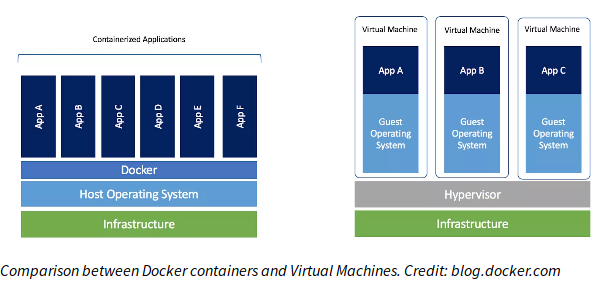 Containerized Applications
App A
App B
App C
App D
App E
App F
Docker
Host Operating System
Infrastructure
Virtual Machine
App A
Guest
Operating
System
Virtual Machine
App B
Guest
Operating
System
Virtual Machine
App C
Guest
Operating
System
Hypervisor
Infrastructure
Comparison between Docker containers and Virtual Machines. Credit: blog.docker.com